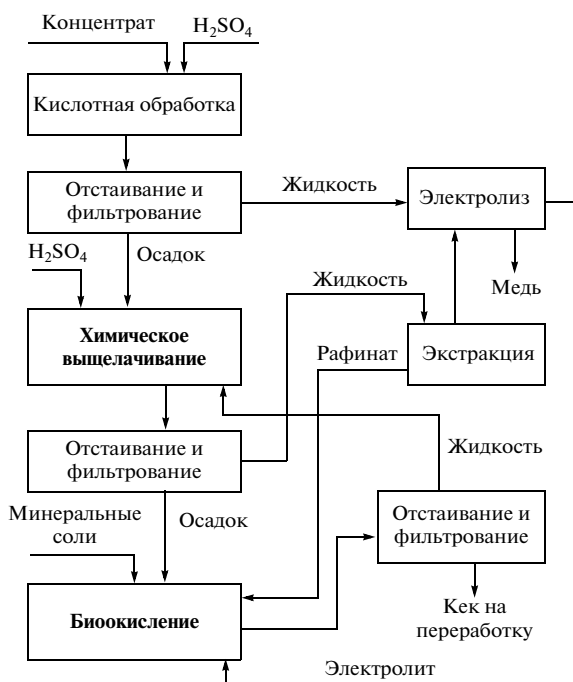 Концентрат
H₂SO₄
Кислотная обработка
Отстаивание и
фильтрование
Жидкость
Электролиз
H₂SO₄
Осадок
Жидкость
Медь
Химическое
выщелачивание
Рафинат
Экстракция
Отстаивание и
фильтрование
Жидкость
Минеральные
соли
Осадок
Отстаивание и
фильтрование
Биоокисление
Кек на
переработку
Электролит